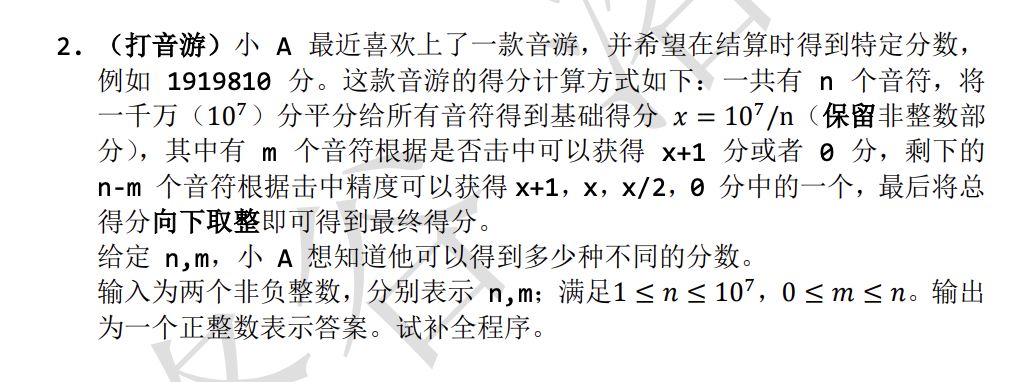 2. （打音游）小 A 最近喜欢上了一款音游，并希望在结算时得到特定分数，
例如 1919810 分。这款音游的得分计算方式如下：一共有 n 个音符，将
一千万（10⁷）分平分给所有音符得到基础得分 x = 10⁷/n（保留非整数部
分），其中有 m 个音符根据是否击中可以获得 x+1 分或者 0 分，剩下的
n-m 个音符根据击中精度可以获得 x+1，x，x/2，0 分中的一个，最后将总
得分向下取整即可得到最终得分。
给定 n,m，小 A 想知道他可以得到多少种不同的分数。
输入为两个非负整数，分别表示 n,m；满足1 ≤ n ≤ 10⁷，0 ≤ m ≤ n。输出
为一个正整数表示答案。试补全程序。